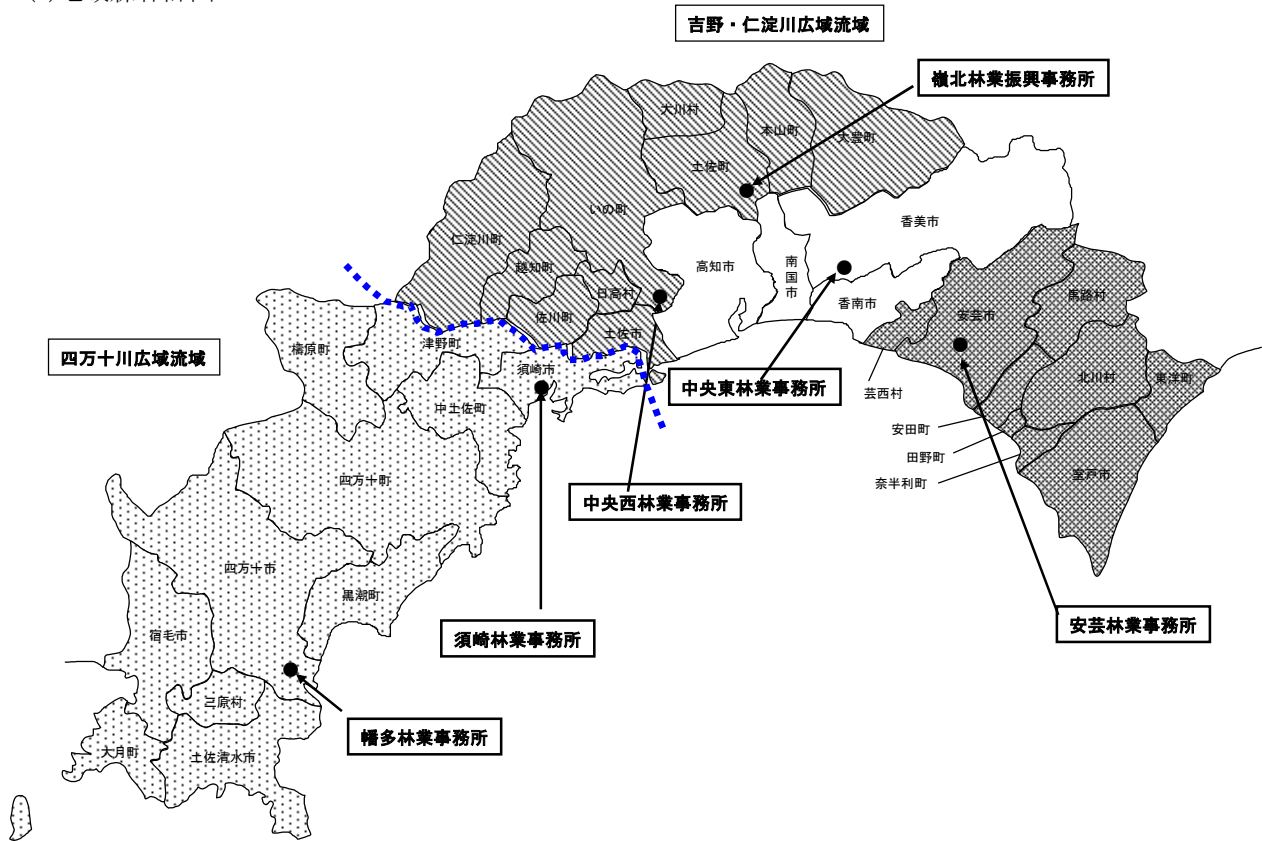 吉野・仁淀川広域流域
嶺北林業振興事務所
大川村
本山町
大豊町
土佐町
いの町
香美市
仁淀川町
高知市
南国市
越知町
馬路村
日高村
香南市
安芸市
佐川町
土佐市
津野町
梼原町
四万十川広域流域
須崎市
中央東林業事務所
北川村
東洋町
芸西村
中土佐町
安田町
田野町
奈半利町
室戸市
四万十町
中央西林業事務所
四万十市
黒潮町
宿毛市
須崎林業事務所
安芸林業事務所
三原村
幡多林業事務所
大月町
土佐清水市